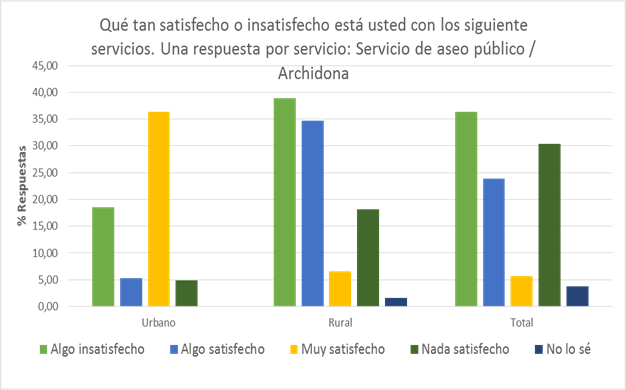 Qué tan satisfecho o insatisfecho está usted con los siguiente
servicios. Una respuesta por servicio: Servicio de aseo público /
Archidona
45,00
40,00
35,00
30,00
25,00
20,00
15,00
10,00
5,00
0,00
% Respuestas
Urbano Rural Total
Algo insatisfecho Algo satisfecho Muy satisfecho Nada satisfecho No lo sé